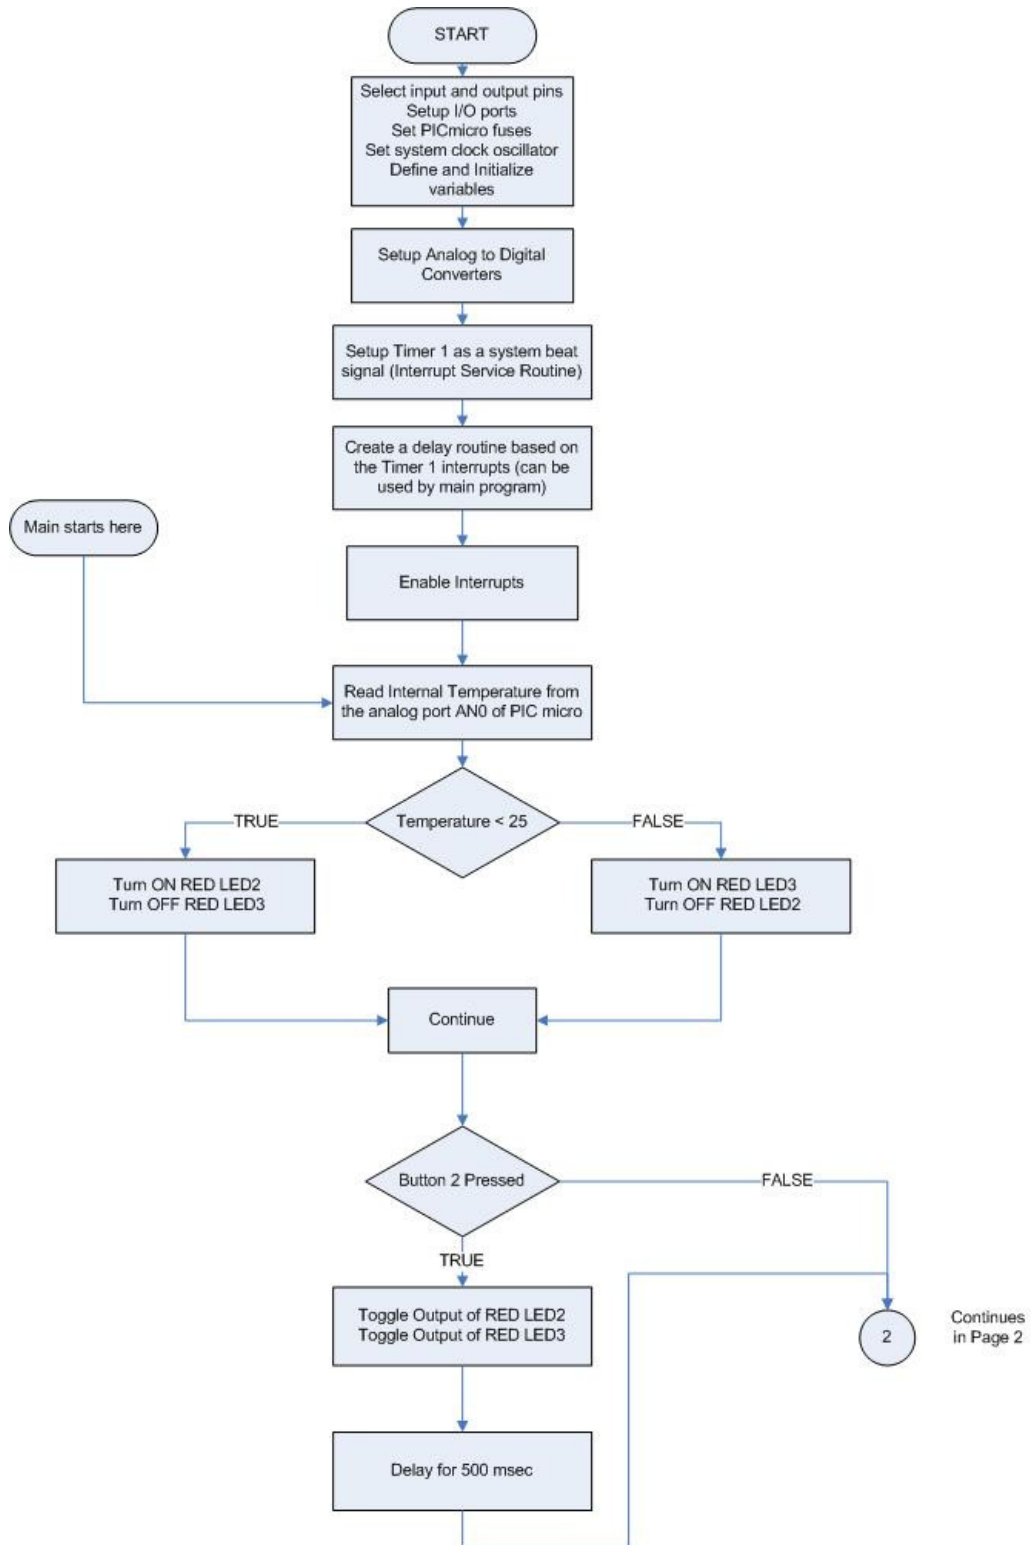 START
Select input and output pins
Setup I/O ports
Set PICmicro fuses
Set system clock oscillator
Define and Initialize
variables
Setup Analog to Digital
Converters
Setup Timer 1 as a system beat
signal (Interrupt Service Routine)
Create a delay routine based on
the Timer 1 interrupts (can be
used by main program)
Main starts here
Enable Interrupts
Read Internal Temperature from
the analog port AN0 of PIC micro
Temperature < 25
TRUE
FALSE
Turn ON RED LED2
Turn OFF RED LED3
Turn ON RED LED3
Turn OFF RED LED2
Continue
Button 2 Pressed
FALSE
TRUE
Toggle Output of RED LED2
Toggle Output of RED LED3
2
Continues
in Page 2
Delay for 500 msec